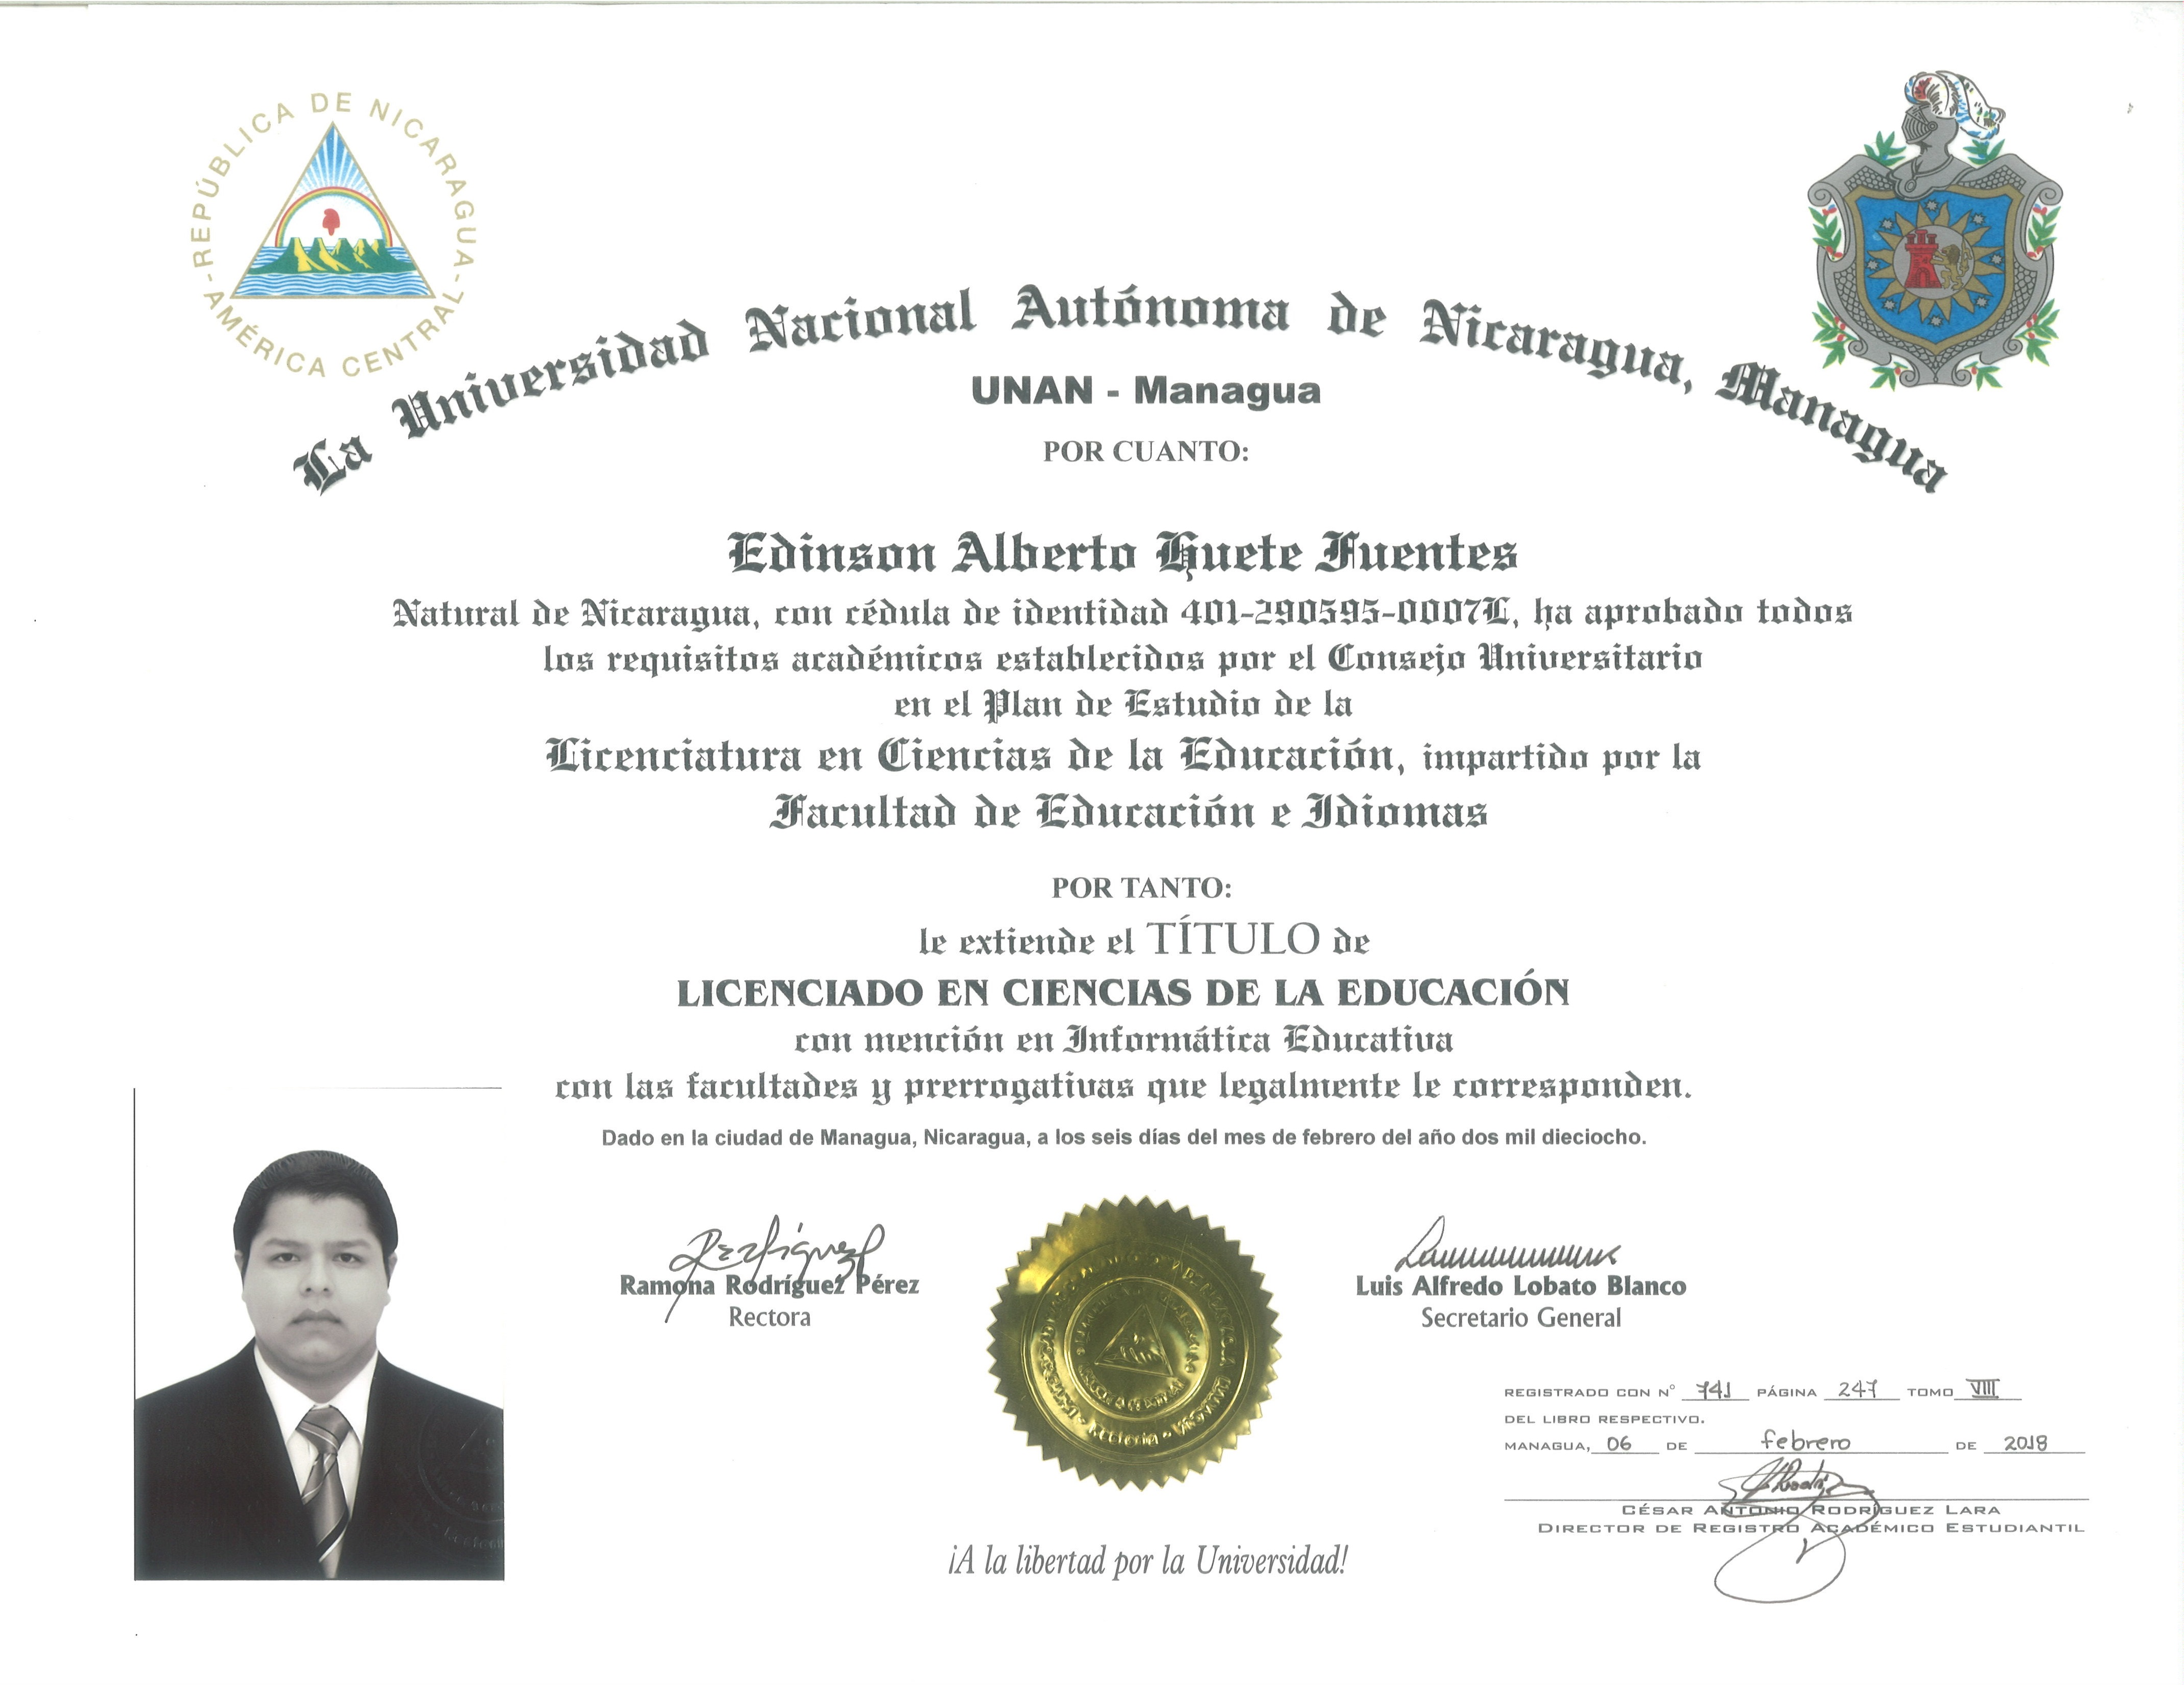 REPÚBLICA DE NICARAGUA
- AMÉRICA CENTRAL -
La Universidad Nacional Autónoma de Nicaragua, Managua
UNAN - Managua
POR CUANTO:
Edinson Alberto Huete Fuentes
Natural de Nicaragua, con cédula de identidad 401-290595-0007L, ha aprobado todos
los requisitos académicos establecidos por el Consejo Universitario
en el Plan de Estudio de la
Licenciatura en Ciencias de la Educación, impartido por la
Facultad de Educación e Idiomas
POR TANTO:
le extiende el TÍTULO de
LICENCIADO EN CIENCIAS DE LA EDUCACIÓN
con mención en Informática Educativa
con las facultades y prerrogativas que legalmente le corresponden.
Dado en la ciudad de Managua, Nicaragua, a los seis días del mes de febrero del año dos mil dieciocho.
Ramona Rodríguez Pérez
Rectora
Luis Alfredo Lobato Blanco
Secretario General
REGISTRADO CON N° 741 PÁGINA 247 TOMO VIII
DEL LIBRO RESPECTIVO.
MANAGUA, 06 DE febrero DE 2018
CÉSAR ANTONIO RODRÍGUEZ LARA
DIRECTOR DE REGISTRO ACADÉMICO ESTUDIANTIL
¡A la libertad por la Universidad!